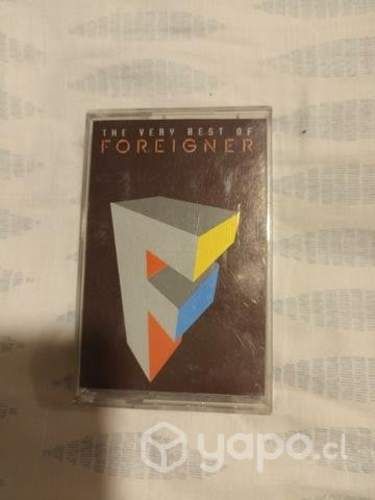 THE VERY BEST OF
FOREIGNER
yapo.cl